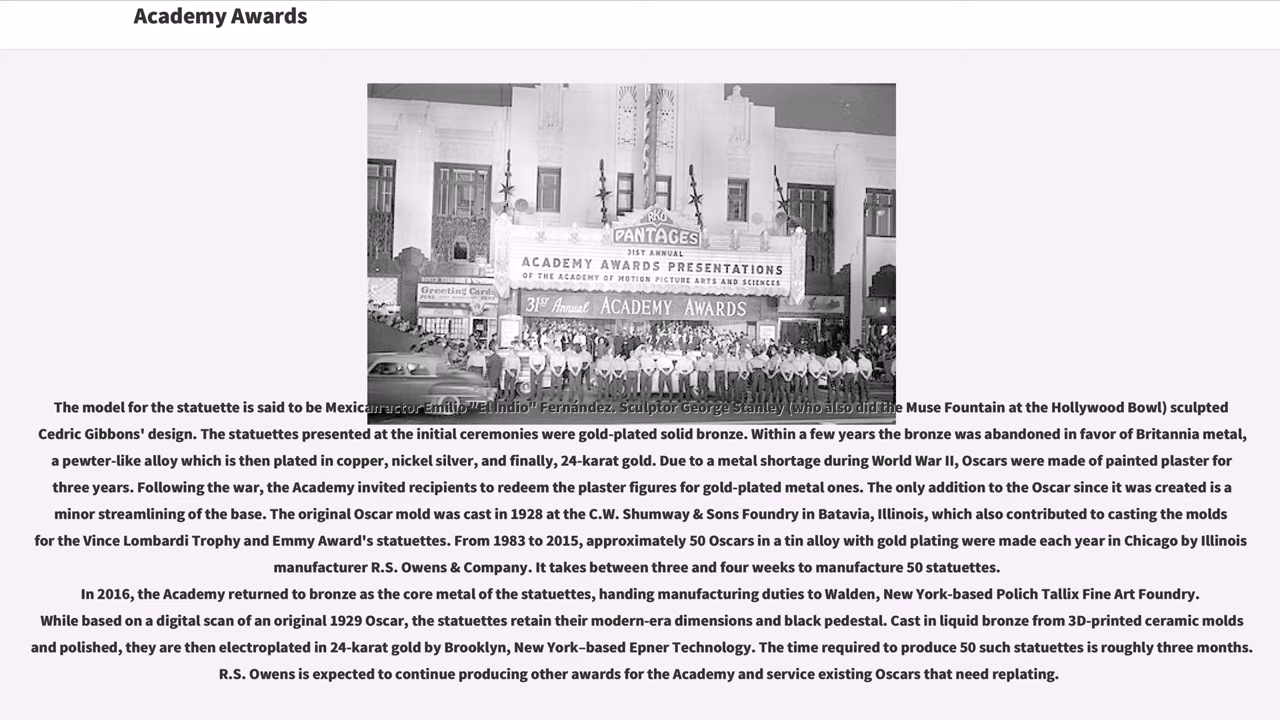 Academy Awards
RKO
PANTAGES
31ST ANNUAL
ACADEMY AWARDS PRESENTATIONS
OF THE ACADEMY OF MOTION PICTURE ARTS AND SCIENCES
Greeting Cards
31ST Annual ACADEMY AWARDS
The model for the statuette is said to be Mexican actor Emilio "El Indio" Fernández. Sculptor George Stanley (who also did the Muse Fountain at the Hollywood Bowl) sculpted
Cedric Gibbons' design. The statuettes presented at the initial ceremonies were gold-plated solid bronze. Within a few years the bronze was abandoned in favor of Britannia metal,
a pewter-like alloy which is then plated in copper, nickel silver, and finally, 24-karat gold. Due to a metal shortage during World War II, Oscars were made of painted plaster for
three years. Following the war, the Academy invited recipients to redeem the plaster figures for gold-plated metal ones. The only addition to the Oscar since it was created is a
minor streamlining of the base. The original Oscar mold was cast in 1928 at the C.W. Shumway & Sons Foundry in Batavia, Illinois, which also contributed to casting the molds
for the Vince Lombardi Trophy and Emmy Award's statuettes. From 1983 to 2015, approximately 50 Oscars in a tin alloy with gold plating were made each year in Chicago by Illinois
manufacturer R.S. Owens & Company. It takes between three and four weeks to manufacture 50 statuettes.
In 2016, the Academy returned to bronze as the core metal of the statuettes, handing manufacturing duties to Walden, New York-based Polich Tallix Fine Art Foundry.
While based on a digital scan of an original 1929 Oscar, the statuettes retain their modern-era dimensions and black pedestal. Cast in liquid bronze from 3D-printed ceramic molds
and polished, they are then electroplated in 24-karat gold by Brooklyn, New York–based Epner Technology. The time required to produce 50 such statuettes is roughly three months.
R.S. Owens is expected to continue producing other awards for the Academy and service existing Oscars that need replating.